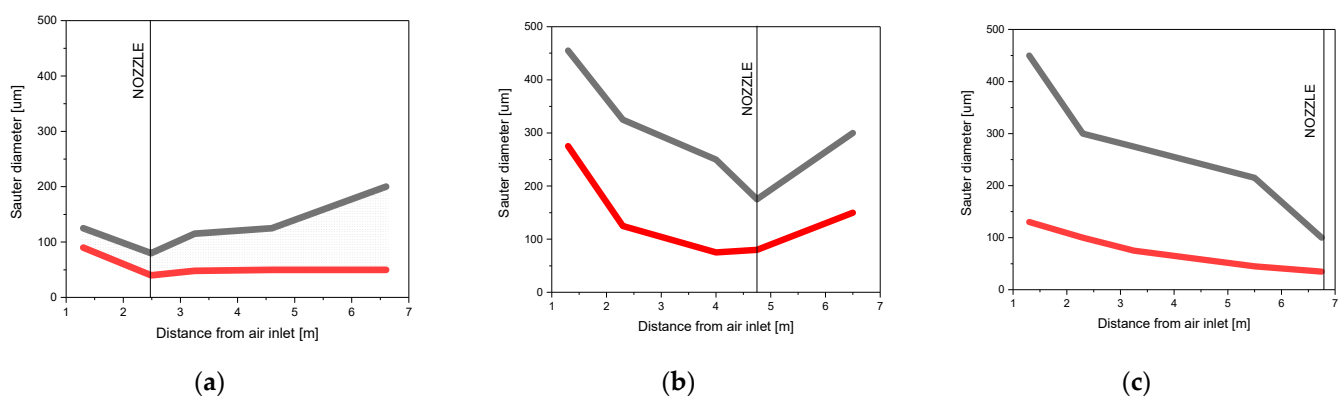 500
400
300
200
100
0
Sauter diameter [um]
NOZZLE
1 2 3 4 5 6 7
Distance from air inlet [m]
(a)
500
400
300
200
100
0
Sauter diameter [um]
NOZZLE
1 2 3 4 5 6 7
Distance from air inlet [m]
(b)
500
400
300
200
100
0
Sauter diameter [um]
NOZZLE
1 2 3 4 5 6 7
Distance from air inlet [m]
(c)